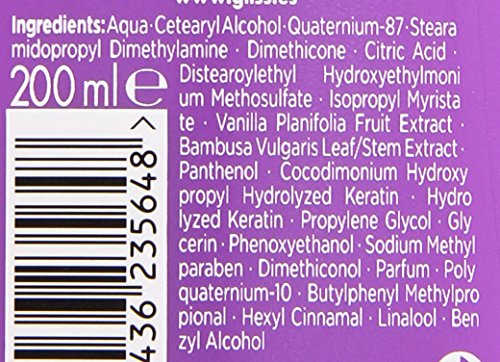 Ingredients: Aqua · Cetearyl Alcohol · Quaternium-87 · Steara
midopropyl Dimethylamine · Dimethicone · Citric Acid ·
200 ml e
Distearoylethyl Hydroxyethylmoni
um Methosulfate · Isopropyl Myrista
te · Vanilla Planifolia Fruit Extract ·
Bambusa Vulgaris Leaf/Stem Extract ·
Panthenol · Cocodimonium Hydroxy
propyl Hydrolyzed Keratin · Hydro
lyzed Keratin · Propylene Glycol · Gly
cerin · Phenoxyethanol · Sodium Methyl
paraben · Dimethiconol · Parfum · Poly
quaternium-10 · Butylphenyl Methylpro
pional · Hexyl Cinnamal · Linalool · Ben
zyl Alcohol
436 235648 >